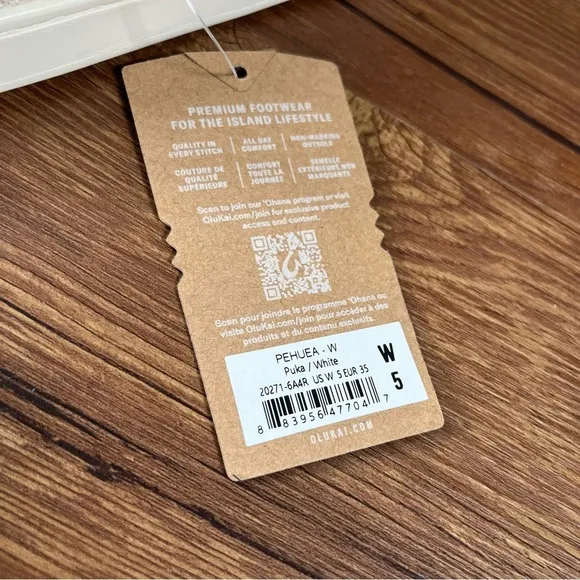 PREMIUM FOOTWEAR
FOR THE ISLAND LIFESTYLE
QUALITY IN
EVERY STITCH
ALL DAY
COMFORT
NON-MARKING
OUTSOLE
COUTURE DE
QUALITÉ
SUPÉRIEURE
CONFORT
TOUTE LA
JOURNÉE
SEMELLE
EXTÉRIEURE NON
MARQUANTE
Scan to join our 'Ohana program or visit
OluKai.com/join for exclusive product
access and content.
Scan pour joindre le programme 'Ohana ou
visite OluKai.com/join pour accéder à des
produits et du contenu exclusifs.
PEHUEA - W
Puka / White
20271-6A4R US W 5 EUR 35
W
5
8 83956 47704 7
OLUKAI.COM